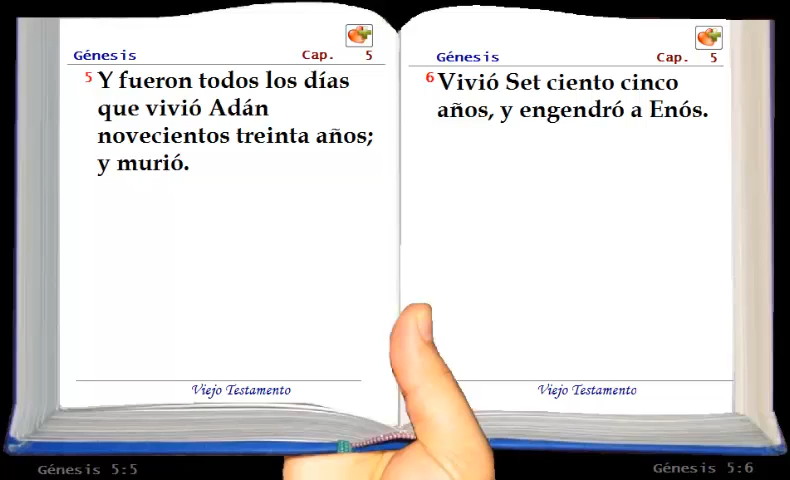 Génesis Cap. 5
5 Y fueron todos los días
que vivió Adán
novecientos treinta años;
y murió.
Viejo Testamento
Génesis 5:5
Génesis Cap. 5
6 Vivió Set ciento cinco
años, y engendró a Enós.
Viejo Testamento
Génesis 5:6